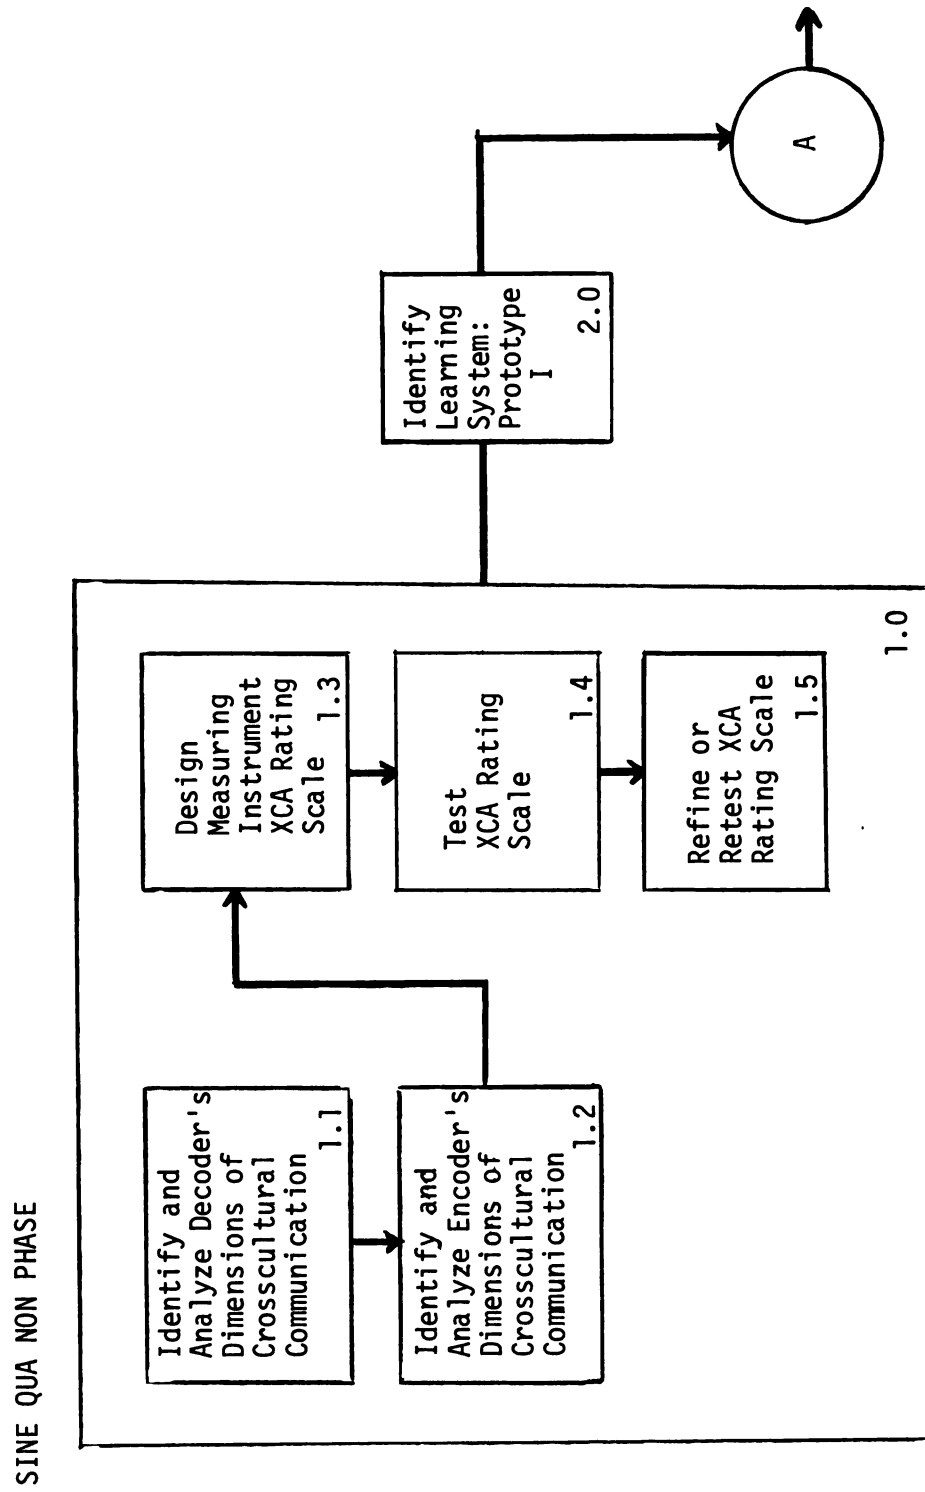 SINE QUA NON PHASE
Identify and
Analyze Decoder's
Dimensions of
Crosscultural
Communication
1.1
Identify and
Analyze Encoder's
Dimensions of
Crosscultural
Communication
1.2
Design
Measuring
Instrument
XCA Rating
Scale 1.3
Test
XCA Rating
Scale
1.4
Refine or
Retest XCA
Rating Scale
1.5
1.0
Identify
Learning
System:
Prototype
I
2.0
A